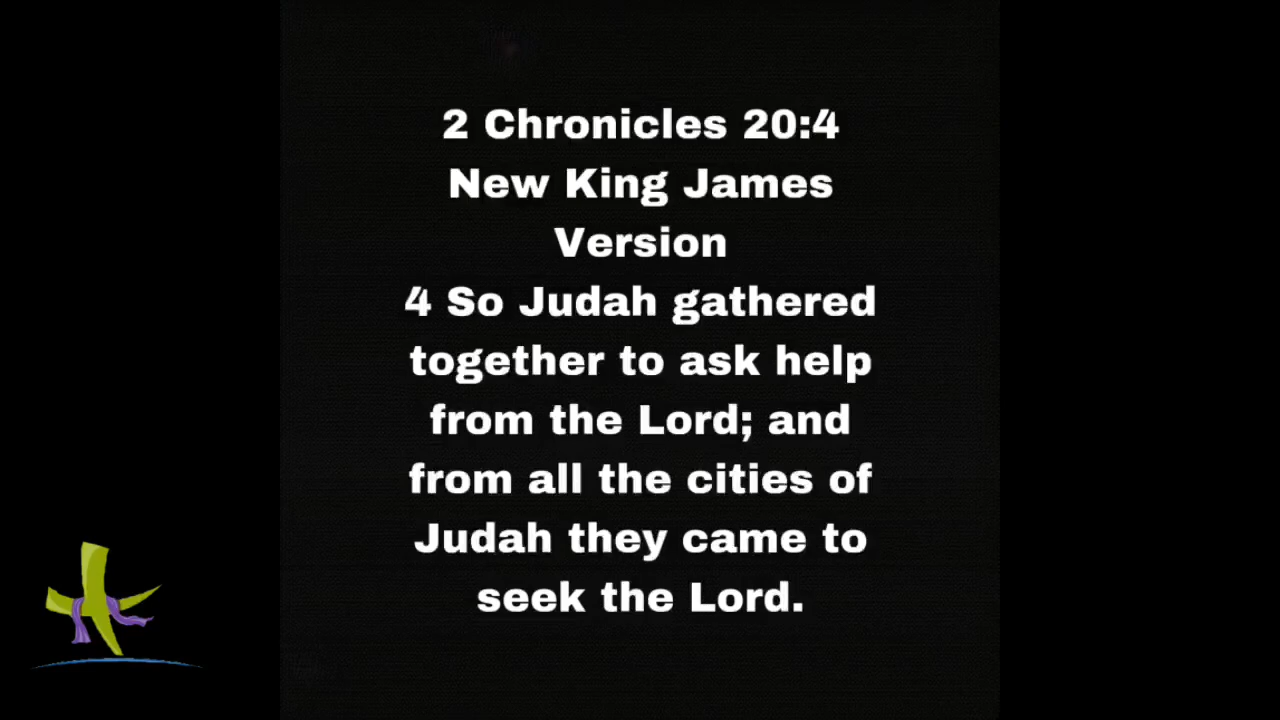 2 Chronicles 20:4
New King James
Version
4 So Judah gathered
together to ask help
from the Lord; and
from all the cities of
Judah they came to
seek the Lord.